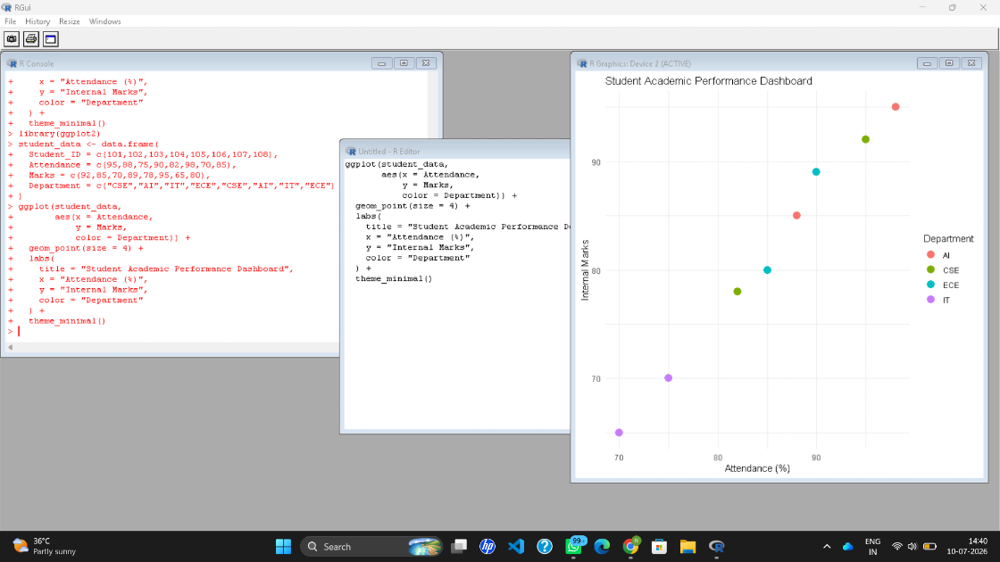 RGui
File History Resize Windows
R Console
+      x = "Attendance (%)",
+      y = "Internal Marks",
+      color = "Department"
+    ) +
+    theme_minimal()
> library(ggplot2)
> student_data <- data.frame(
+    Student_ID = c(101,102,103,104,105,106,107,108),
+    Attendance = c(95,88,75,90,82,98,70,85),
+    Marks = c(92,85,70,89,78,95,65,80),
+    Department = c("CSE","AI","IT","ECE","CSE","AI","IT","ECE")
+ )
> ggplot(student_data,
+         aes(x = Attendance,
+             y = Marks,
+             color = Department)) +
+    geom_point(size = 4) +
+    labs(
+      title = "Student Academic Performance Dashboard",
+      x = "Attendance (%)",
+      y = "Internal Marks",
+      color = "Department"
+    ) +
+    theme_minimal()
>
Untitled - R Editor
ggplot(student_data,
       aes(x = Attendance,
           y = Marks,
           color = Department)) +
  geom_point(size = 4) +
  labs(
    title = "Student Academic Performance D
    x = "Attendance (%)",
    y = "Internal Marks",
    color = "Department"
  ) +
  theme_minimal()
R Graphics: Device 2 (ACTIVE)
Student Academic Performance Dashboard
90
80
70
Internal Marks
70 80 90
Attendance (%)
Department
AI
CSE
ECE
IT
36°C
Partly sunny
Search
hp
99+
R
ENG
IN
14:40
10-07-2026